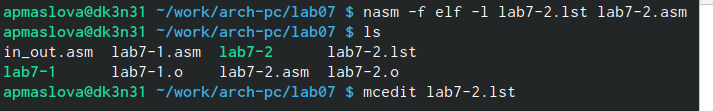 apmaslova@dk3n31 ~/work/arch-pc/lab07 $ nasm -f elf -l lab7-2.lst lab7-2.asm
apmaslova@dk3n31 ~/work/arch-pc/lab07 $ ls
in_out.asm  lab7-1.asm  lab7-2      lab7-2.lst
lab7-1      lab7-1.o    lab7-2.asm  lab7-2.o
apmaslova@dk3n31 ~/work/arch-pc/lab07 $ mcedit lab7-2.lst